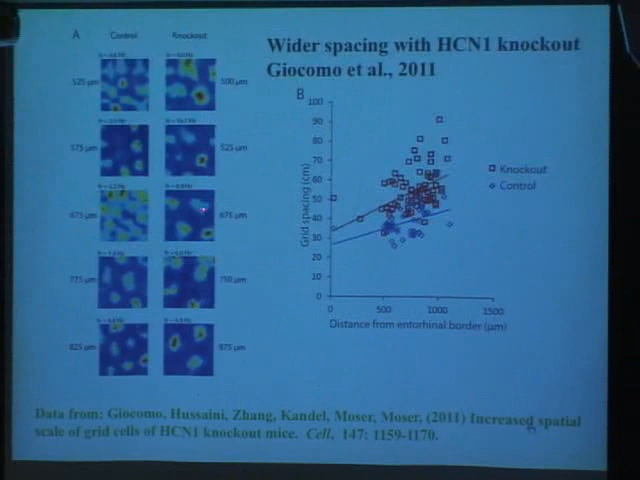 A
Control Knockout
Wider spacing with HCN1 knockout
Giocomo et al., 2011
525 µm
500 µm
575 µm
525 µm
675 µm
675 µm
775 µm
750 µm
825 µm
875 µm
B
100
90
80
70
60
50
40
30
20
10
0
Grid spacing (cm)
0 500 1000 1500
Distance from entorhinal border (µm)
Knockout
Control
Data from: Giocomo, Hussaini, Zhang, Kandel, Moser, Moser, (2011) Increased spatial
scale of grid cells of HCN1 knockout mice. Cell, 147: 1159-1170.